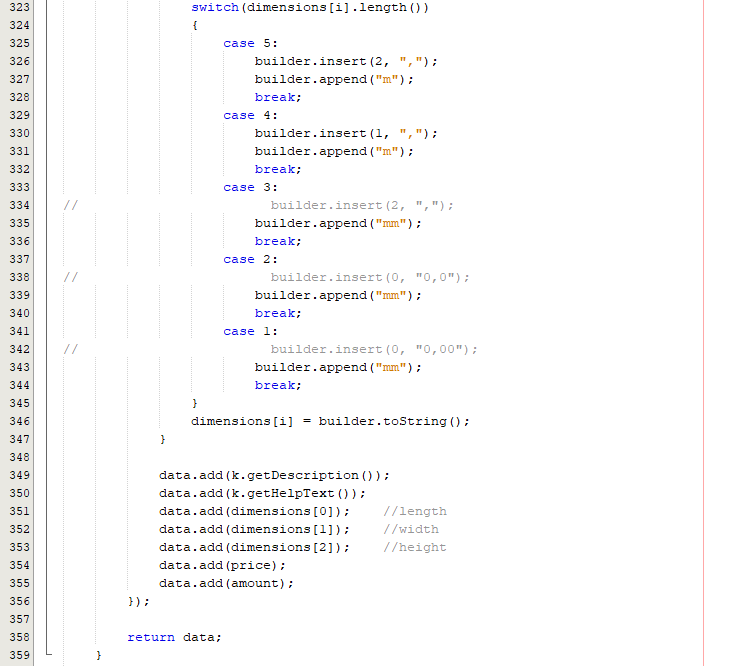 323 switch(dimensions[i].length())
324 {
325 case 5:
326 builder.insert(2, ",");
327 builder.append("m");
328 break;
329 case 4:
330 builder.insert(1, ",");
331 builder.append("m");
332 break;
333 case 3:
334 // builder.insert(2, ",");
335 builder.append("mm");
336 break;
337 case 2:
338 // builder.insert(0, "0,0");
339 builder.append("mm");
340 break;
341 case 1:
342 // builder.insert(0, "0,00");
343 builder.append("mm");
344 break;
345 }
346 dimensions[i] = builder.toString();
347 }
348
349 data.add(k.getDescription());
350 data.add(k.getHelpText());
351 data.add(dimensions[0]); //length
352 data.add(dimensions[1]); //width
353 data.add(dimensions[2]); //height
354 data.add(price);
355 data.add(amount);
356 });
357
358 return data;
359 }